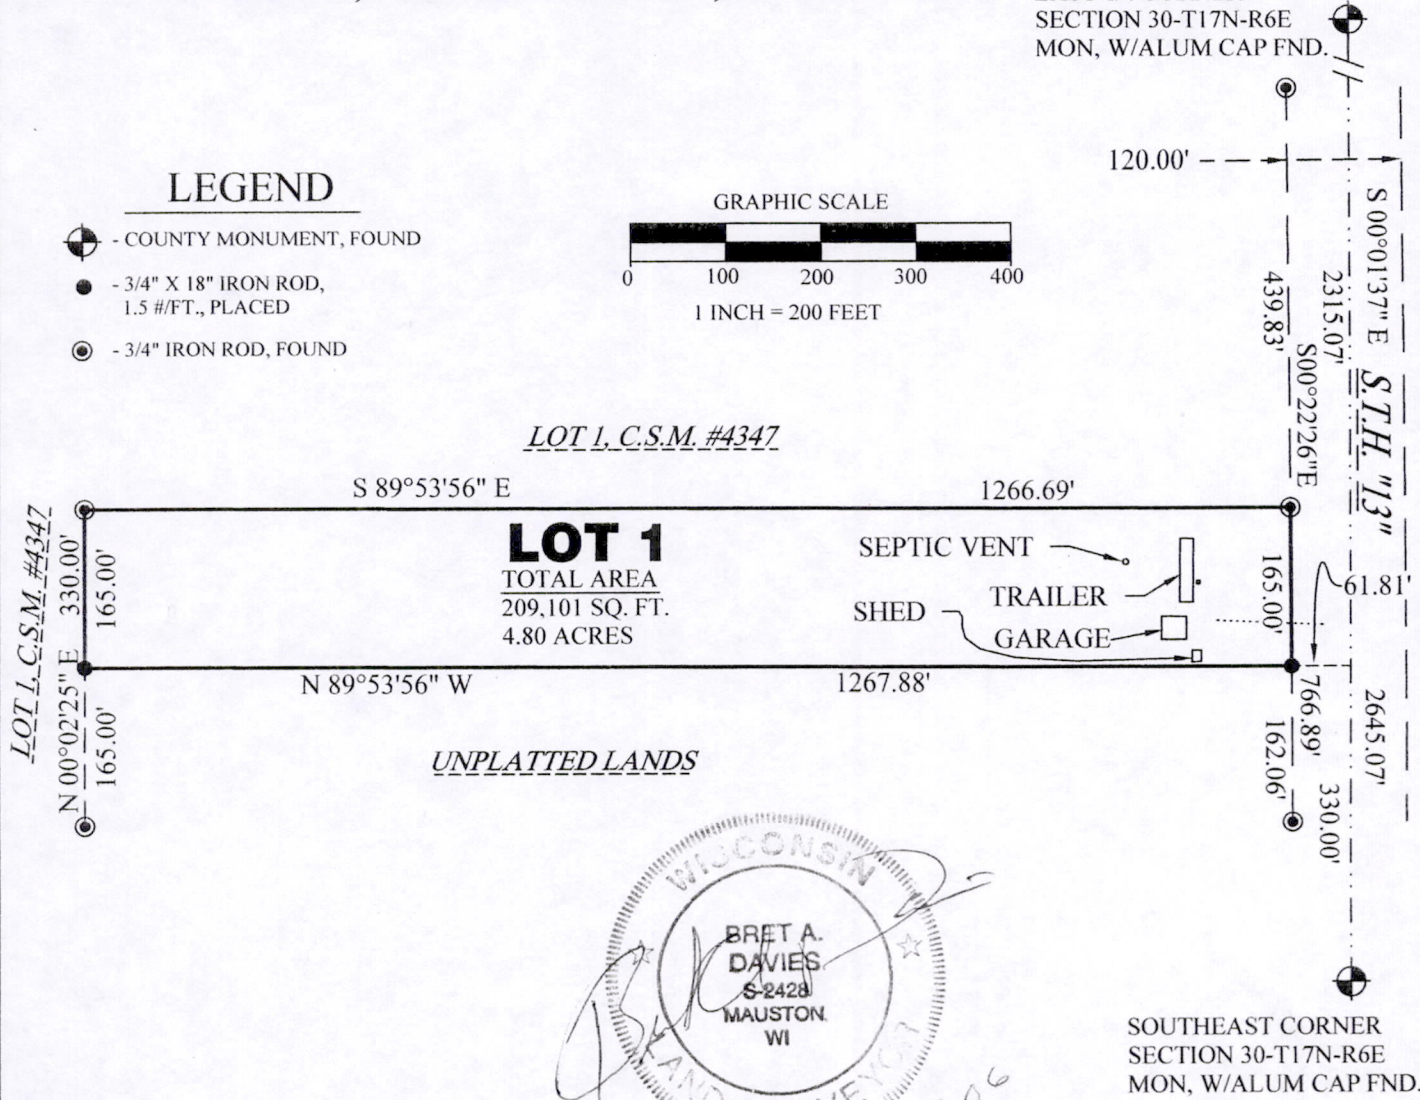 SECTION 30-T17N-R6E
MON, W/ALUM CAP FND.
120.00'
LEGEND
- COUNTY MONUMENT, FOUND
- 3/4" X 18" IRON ROD,
1.5 #/FT., PLACED
- 3/4" IRON ROD, FOUND
GRAPHIC SCALE
0 100 200 300 400
1 INCH = 200 FEET
S 00°01'37" E
2315.07'
439.83'
S00°22'26"E
S.T.H. "13"
LOT 1, C.S.M. #4347
S 89°53'56" E
1266.69'
LOT 1, C.S.M. #4347
330.00'
165.00'
N 00°02'25" E
165.00'
LOT 1
TOTAL AREA
209,101 SQ. FT.
4.80 ACRES
SEPTIC VENT
TRAILER
SHED
GARAGE
165.00'
61.81'
N 89°53'56" W
1267.88'
UNPLATTED LANDS
766.89'
162.06'
2645.07'
330.00'
WISCONSIN
BRET A.
DAVIES
S-2428
MAUSTON
WI
SOUTHEAST CORNER
SECTION 30-T17N-R6E
MON, W/ALUM CAP FND.